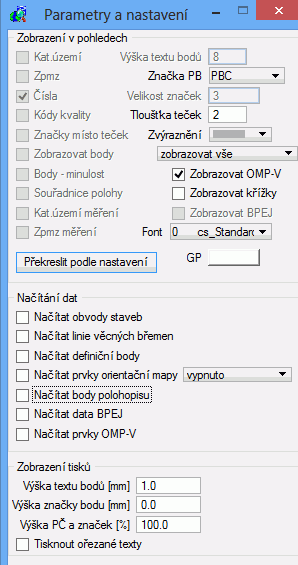 Parametry a nastavení
Zobrazení v pohledech
Kat.území Výška textu bodů 8
Zpmz Značka PB PBC
Čísla Velikost značek 3
Kódy kvality Tloušťka teček 2
Značky místo teček Zvýraznění
Zobrazovat body zobrazovat vše
Body - minulost Zobrazovat OMP-V
Souřadnice polohy Zobrazovat křížky
Kat.území měření Zobrazovat BPEJ
Zpmz měření Font 0 cs_Standard
Překreslit podle nastavení GP
Načítání dat
Načítat obvody staveb
Načítat linie věcných břemen
Načítat definiční body
Načítat prvky orientační mapy vypnuto
Načítat body polohopisu
Načítat data BPEJ
Načítat prvky OMP-V
Zobrazení tisků
Výška textu bodů [mm] 1.0
Výška značky bodů [mm] 0.0
Výška PČ a značek [%] 100.0
Tisknout ořezané texty